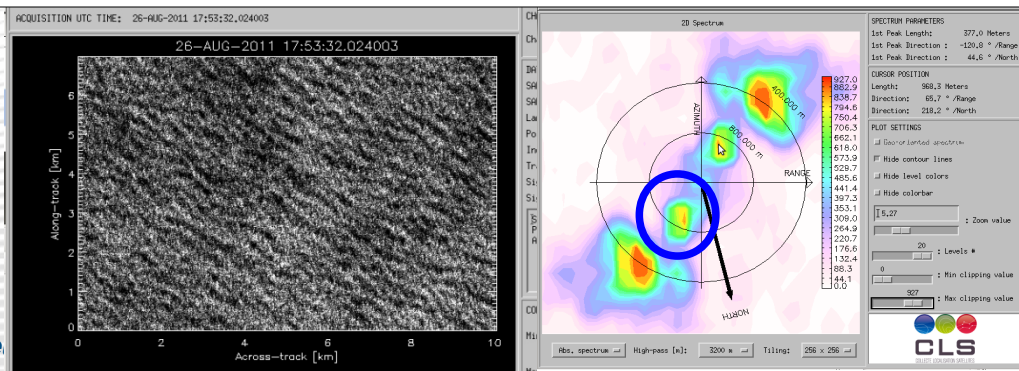 ACQUISITION UTC TIME: 26-AUG-2011 17:53:32.024003
26-AUG-2011 17:53:32.024003
Along-track [km]
6
5
4
3
2
1
0
0 2 4 6 8 10
Across-track [km]
2D Spectrum
AZIMUTH
RANGE
400.000 m
800.000 m
NORTH
927.0
882.9
838.7
794.6
750.4
706.3
662.1
618.0
573.9
529.7
485.6
441.4
397.3
353.1
309.0
264.9
220.7
176.6
132.4
88.3
44.1
0.0
Abs. spectrum
High-pass [m]: 3200 m
Tiling: 256 x 256
SPECTRUM PARAMETERS
1st Peak Length: 377.0 Meters
1st Peak Direction : -120.8 ° /Range
1st Peak Direction : 44.6 ° /North
CURSOR POSITION
Length: 968.3 Meters
Direction: 65.7 ° /Range
Direction: 218.2 ° /North
PLOT SETTINGS
Hide contour lines
Hide level colors
Hide colorbar
5.27 : Zoom value
20
: Levels #
0
: Min clipping value
927
: Max clipping value
CLS